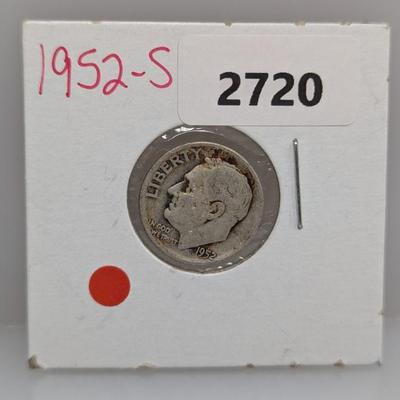 1952-S
2720
LIBERTY
IN GOD
WE TRUST
1952